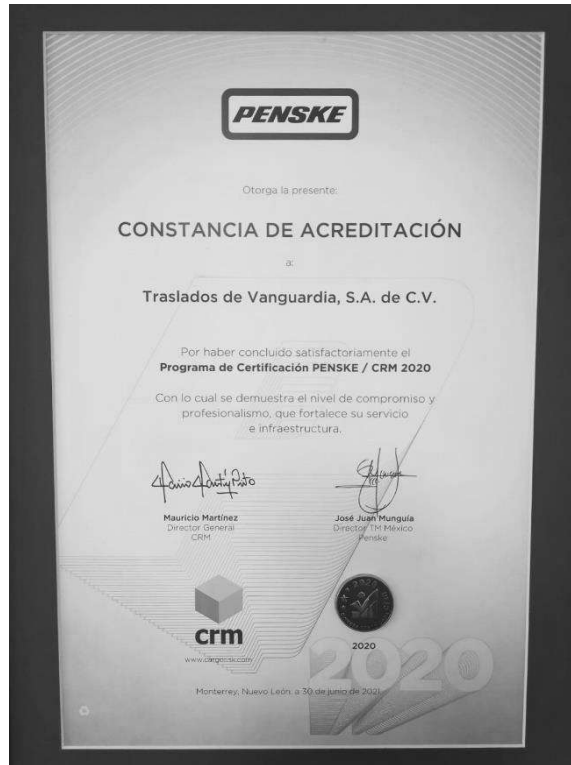 PENSKE
Otorga la presente:
CONSTANCIA DE ACREDITACIÓN
a:
Traslados de Vanguardia, S.A. de C.V.
Por haber concluido satisfactoriamente el
Programa de Certificación PENSKE / CRM 2020
Con lo cual se demuestra el nivel de compromiso y
profesionalismo, que fortalece su servicio
e infraestructura.
Mauricio Martínez
Director General
CRM
José Juan Munguía
Director TM México
Penske
crm
2020
2020
Monterrey, Nuevo León, a 30 de junio de 2021